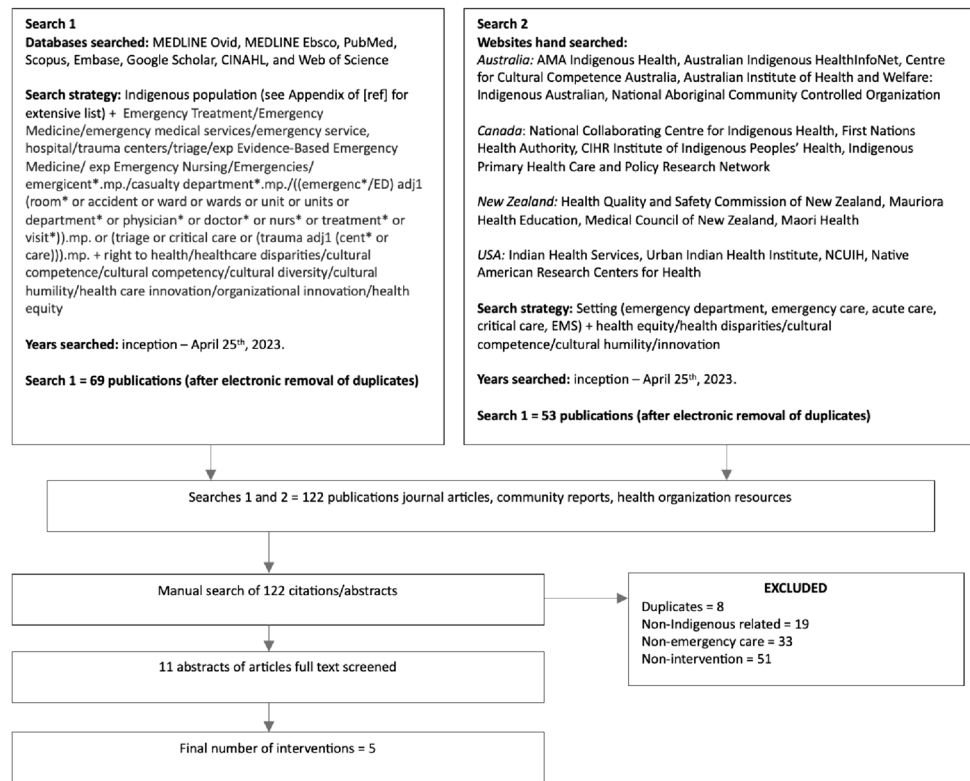 Search 1
Databases searched: MEDLINE Ovid, MEDLINE Ebsco, PubMed,
Scopus, Embase, Google Scholar, CINAHL, and Web of Science
Search strategy: Indigenous population (see Appendix of [ref] for
extensive list) + Emergency Treatment/Emergency
Medicine/emergency medical services/emergency service,
hospital/trauma centers/triage/exp Evidence-Based Emergency
Medicine/ exp Emergency Nursing/Emergencies/
emergicent*.mp./casualty department*.mp./((emergenc*/ED) adj1
(room* or accident or ward or wards or unit or units or
department* or physician* or doctor* or nurs* or treatment* or
visit*)).mp. or (triage or critical care or (trauma adj1 (cent* or
care))).mp. + right to health/healthcare disparities/cultural
competence/cultural competency/cultural diversity/cultural
humility/health care innovation/organizational innovation/health
equity
Years searched: inception – April 25th, 2023.
Search 1 = 69 publications (after electronic removal of duplicates)
Search 2
Websites hand searched:
Australia: AMA Indigenous Health, Australian Indigenous HealthInfoNet, Centre
for Cultural Competence Australia, Australian Institute of Health and Welfare:
Indigenous Australian, National Aboriginal Community Controlled Organization
Canada: National Collaborating Centre for Indigenous Health, First Nations
Health Authority, CIHR Institute of Indigenous Peoples' Health, Indigenous
Primary Health Care and Policy Research Network
New Zealand: Health Quality and Safety Commission of New Zealand, Mauriora
Health Education, Medical Council of New Zealand, Maori Health
USA: Indian Health Services, Urban Indian Health Institute, NCUIH, Native
American Research Centers for Health
Search strategy: Setting (emergency department, emergency care, acute care,
critical care, EMS) + health equity/health disparities/cultural
competence/cultural humility/innovation
Years searched: inception – April 25th, 2023.
Search 1 = 53 publications (after electronic removal of duplicates)
Searches 1 and 2 = 122 publications journal articles, community reports, health organization resources
Manual search of 122 citations/abstracts
EXCLUDED
Duplicates = 8
Non-Indigenous related = 19
Non-emergency care = 33
Non-intervention = 51
11 abstracts of articles full text screened
Final number of interventions = 5